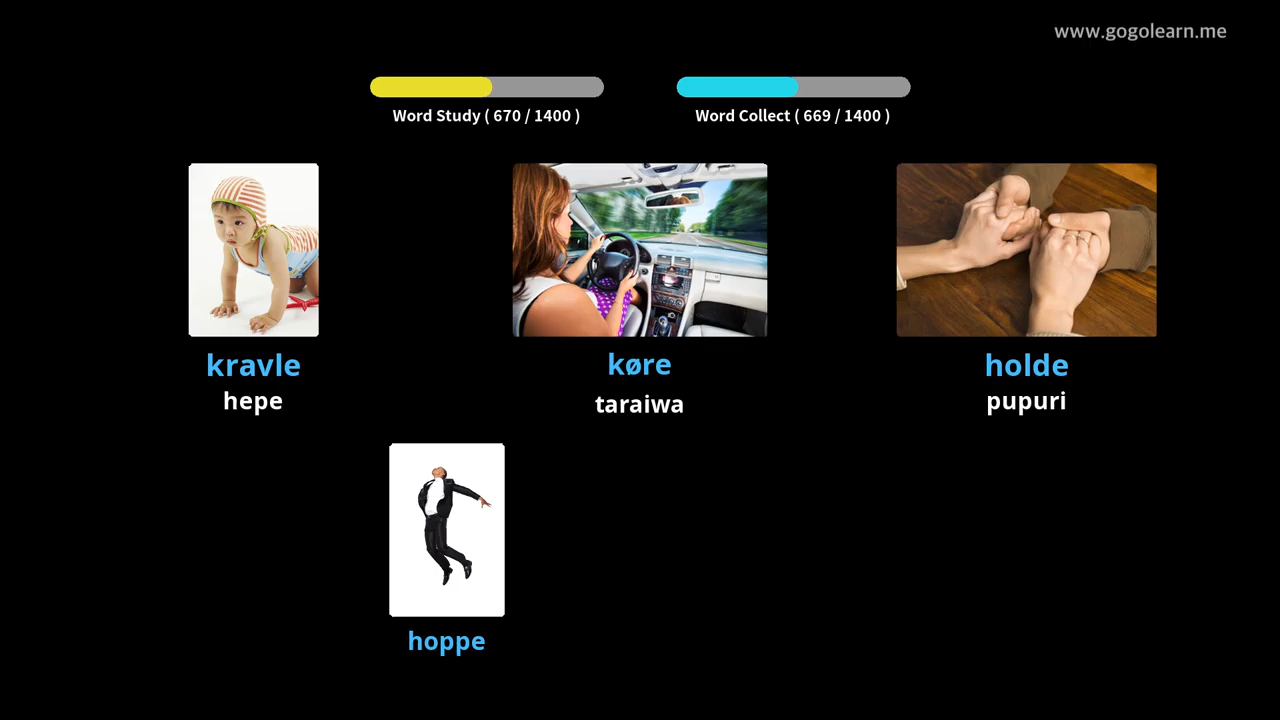 www.gogolearn.me
Word Study ( 670 / 1400 )
Word Collect ( 669 / 1400 )
kravle
hepe
køre
taraiwa
holde
pupuri
hoppe